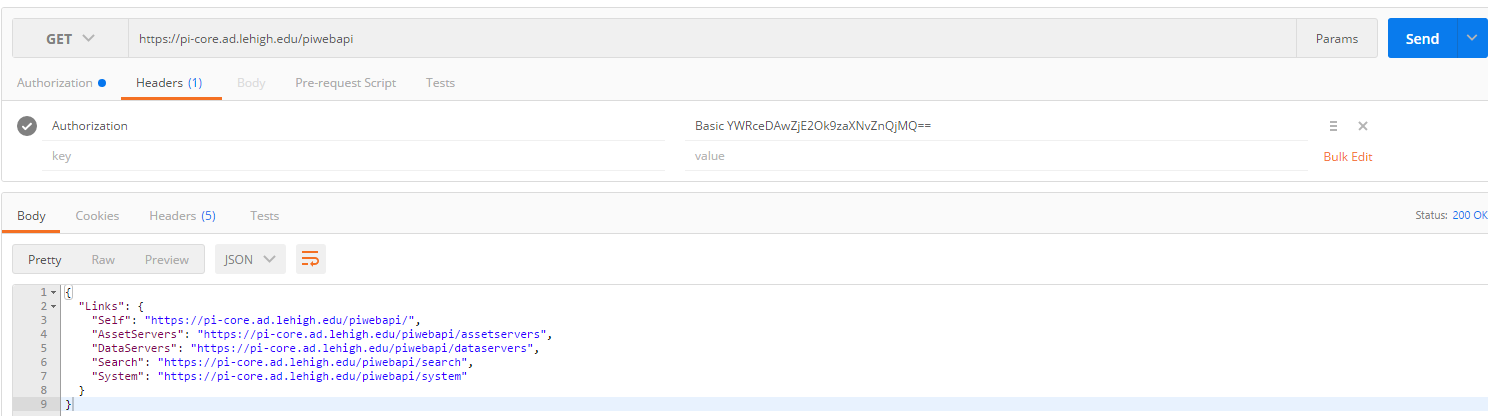 GET https://pi-core.ad.lehigh.edu/piwebapi Params Send
Authorization Headers (1) Body Pre-request Script Tests
Authorization Basic YWRceDAwZjE2Ok9zaXNvZnQjMQ==
key value Bulk Edit
Body Cookies Headers (5) Tests Status: 200 OK
Pretty Raw Preview JSON
1 {
2 "Links": {
3 "Self": "https://pi-core.ad.lehigh.edu/piwebapi/",
4 "AssetServers": "https://pi-core.ad.lehigh.edu/piwebapi/assetservers",
5 "DataServers": "https://pi-core.ad.lehigh.edu/piwebapi/dataservers",
6 "Search": "https://pi-core.ad.lehigh.edu/piwebapi/search",
7 "System": "https://pi-core.ad.lehigh.edu/piwebapi/system"
8 }
9 }